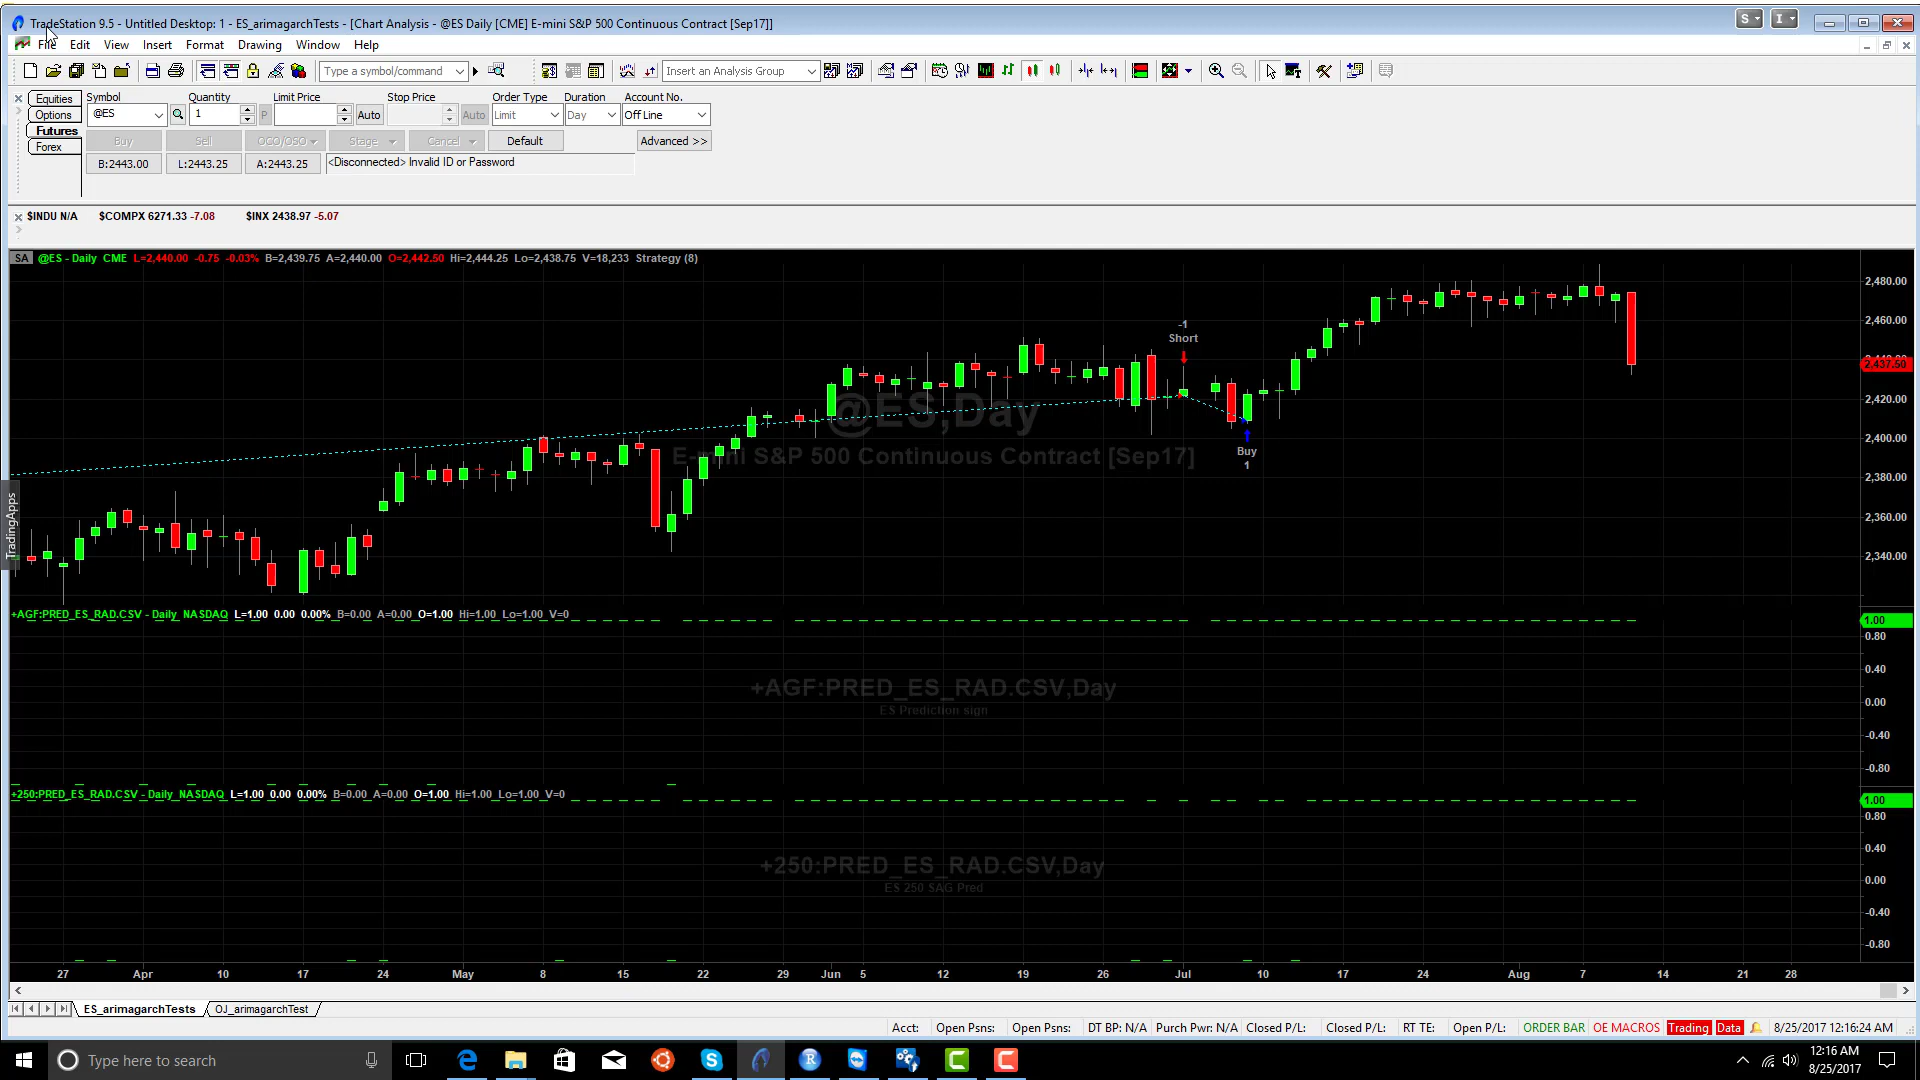 TradeStation 9.5 - Untitled Desktop: 1 - ES_arimagarchTests - [Chart Analysis - @ES Daily [CME] E-mini S&P 500 Continuous Contract [Sep17]]
S I
File Edit View Insert Format Drawing Window Help
Type a symbol/command Insert an Analysis Group
Equities Symbol Quantity Limit Price Stop Price Order Type Duration Account No.
Options @ES 1 P Auto Auto Limit Day Off Line
Futures Buy Sell OCO/OSO Stage Cancel Default Advanced >>
Forex B:2443.00 L:2443.25 A:2443.25 <Disconnected> Invalid ID or Password
$INDU N/A $COMPX 6271.33 -7.08 $INX 2438.97 -5.07
SA @ES - Daily CME L=2,440.00 -0.75 -0.03% B=2,439.75 A=2,440.00 O=2,442.50 Hi=2,444.25 Lo=2,438.75 V=18,233 Strategy (8)
2,480.00
2,460.00
-1
Short
2,437.50
2,420.00
@ES,Day
2,400.00
E-mini S&P 500 Continuous Contract [Sep17]
Buy
1
2,380.00
2,360.00
2,340.00
TradingApps
+AGF:PRED_ES_RAD.CSV - Daily NASDAQ L=1.00 0.00 0.00% B=0.00 A=0.00 O=1.00 Hi=1.00 Lo=1.00 V=0
1.00
0.80
0.40
+AGF:PRED_ES_RAD.CSV,Day
ES Prediction sign
0.00
-0.40
-0.80
+250:PRED_ES_RAD.CSV - Daily NASDAQ L=1.00 0.00 0.00% B=0.00 A=0.00 O=1.00 Hi=1.00 Lo=1.00 V=0
1.00
0.80
0.40
+250:PRED_ES_RAD.CSV,Day
ES 250 SAG Pred
0.00
-0.40
-0.80
27 Apr 10 17 24 May 8 15 22 29 Jun 5 12 19 26 Jul 10 17 24 Aug 7 14 21 28
ES_arimagarchTests OJ_arimagarchTest
Acct: Open Psns: Open Psns: DT BP: N/A Purch Pwr: N/A Closed P/L: Closed P/L: RT TE: Open P/L: ORDER BAR OE MACROS Trading Data 8/25/2017 12:16:24 AM
Type here to search
12:16 AM
8/25/2017